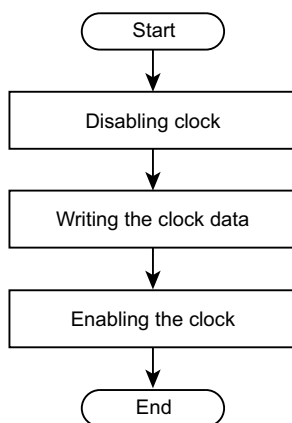 Start
Disabling clock
Writing the clock data
Enabling the clock
End